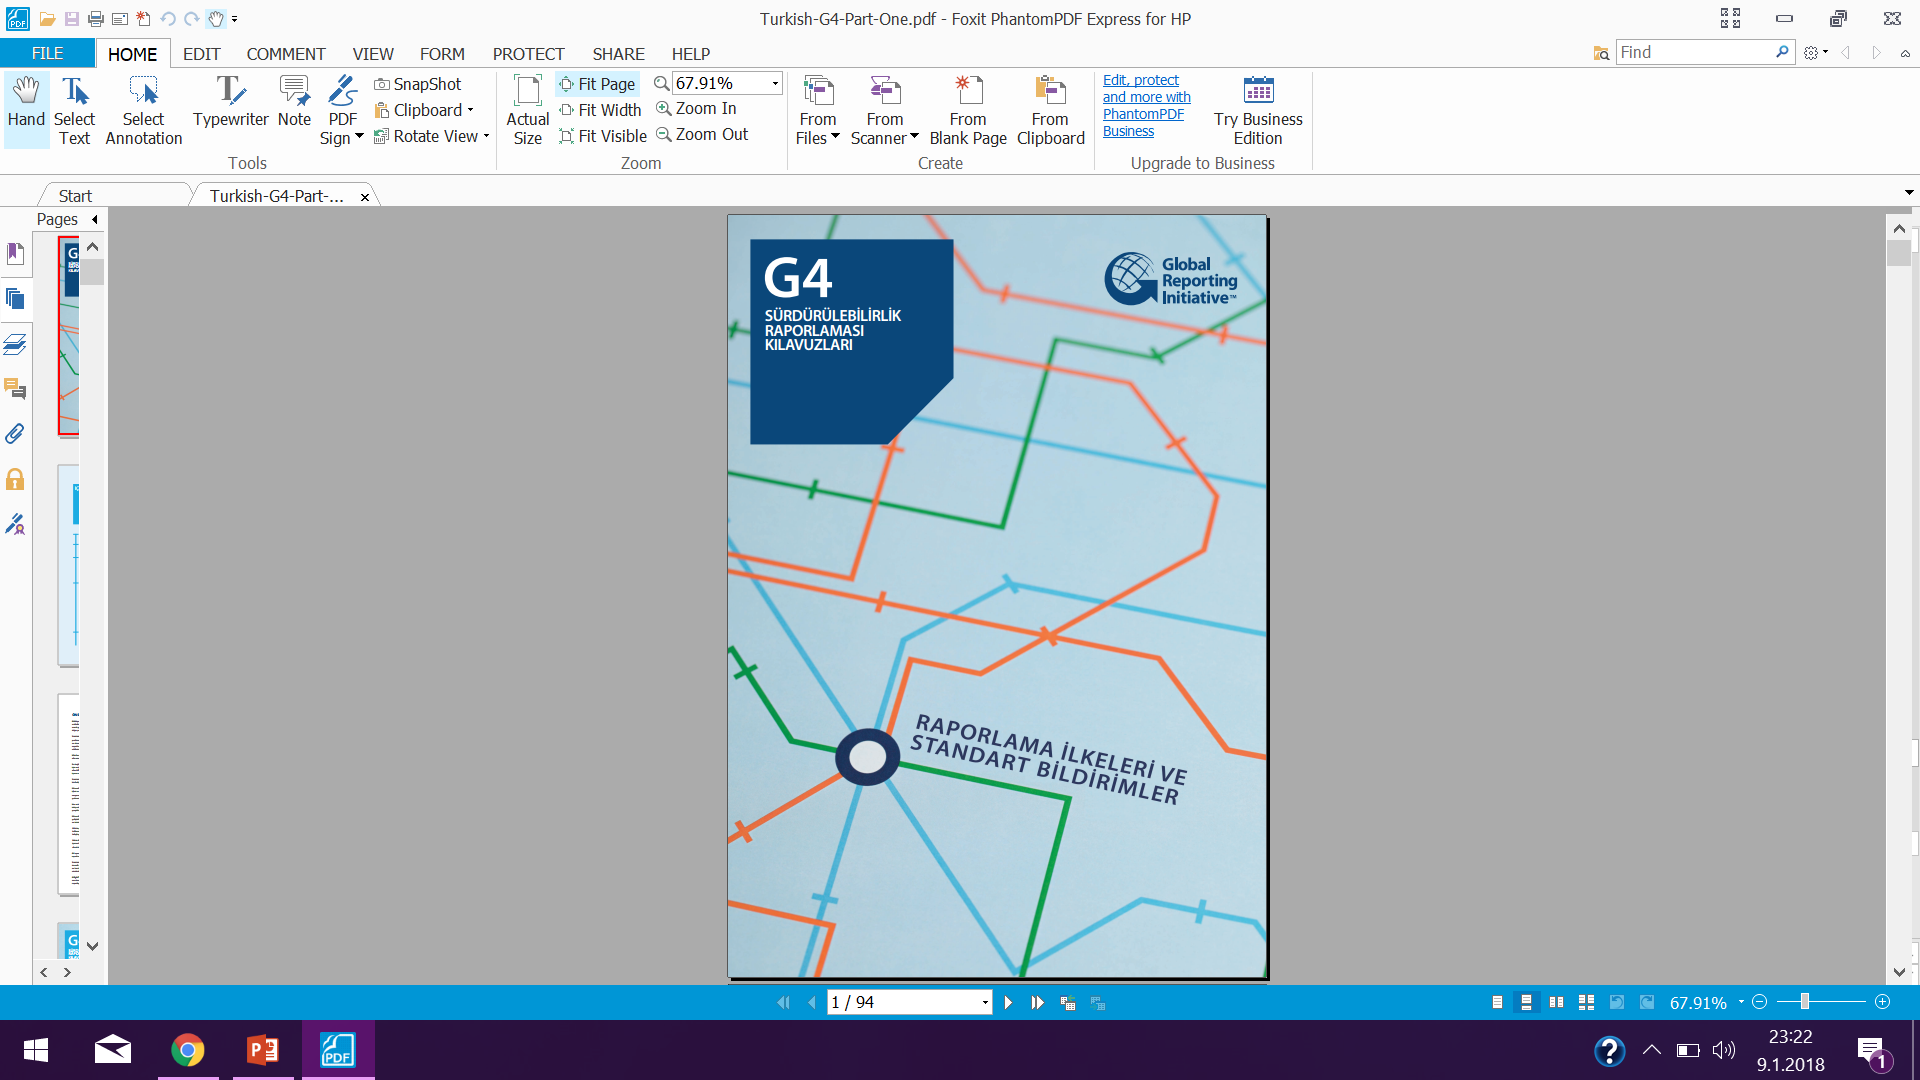 Turkish-G4-Part-One.pdf - Foxit PhantomPDF Express for HP
FILE HOME EDIT COMMENT VIEW FORM PROTECT SHARE HELP
Find
Hand
Select Text
Select Annotation
Typewriter
Note
PDF Sign
SnapShot
Clipboard
Rotate View
Tools
Actual Size
Fit Page
Fit Width
Fit Visible
67.91%
Zoom In
Zoom Out
Zoom
From Files
From Scanner
From Blank Page
From Clipboard
Create
Edit, protect
and more with
PhantomPDF
Business
Try Business
Edition
Upgrade to Business
Start
Turkish-G4-Part-...
Pages
G4
SÜRDÜRÜLEBİLİRLİK
RAPORLAMASI
KILAVUZLARI
Global
Reporting
Initiative™
RAPORLAMA İLKELERİ VE
STANDART BİLDİRİMLER
1 / 94
67.91%
PDF
23:22
9.1.2018
1